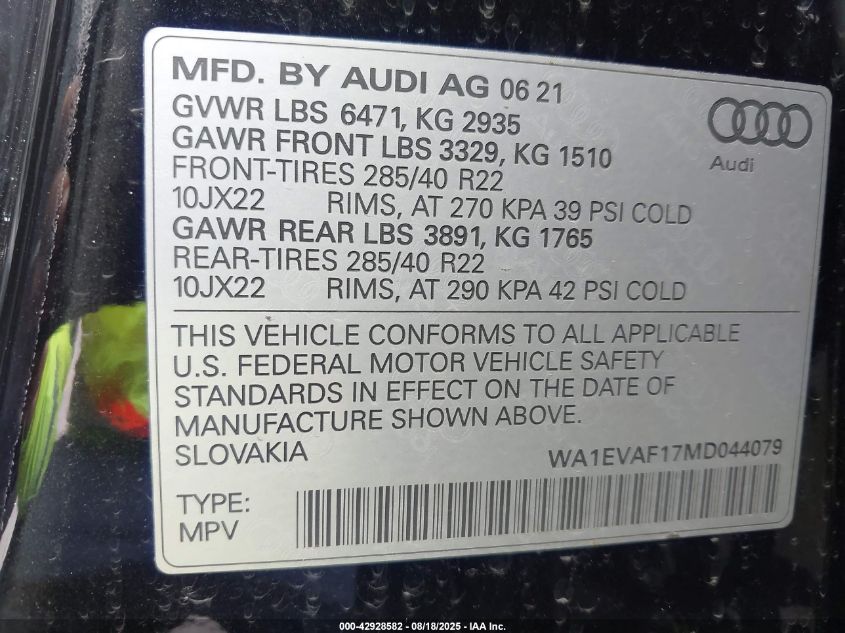 MFD. BY AUDI AG 06 21
GVWR LBS 6471, KG 2935
GAWR FRONT LBS 3329, KG 1510
FRONT-TIRES 285/40 R22
10JX22 RIMS, AT 270 KPA 39 PSI COLD
GAWR REAR LBS 3891, KG 1765
REAR-TIRES 285/40 R22
10JX22 RIMS, AT 290 KPA 42 PSI COLD
Audi
THIS VEHICLE CONFORMS TO ALL APPLICABLE
U.S. FEDERAL MOTOR VEHICLE SAFETY
STANDARDS IN EFFECT ON THE DATE OF
MANUFACTURE SHOWN ABOVE.
SLOVAKIA
WA1EVAF17MD044079
TYPE:
MPV
000-42928582 - 08/18/2025 - IAA Inc.